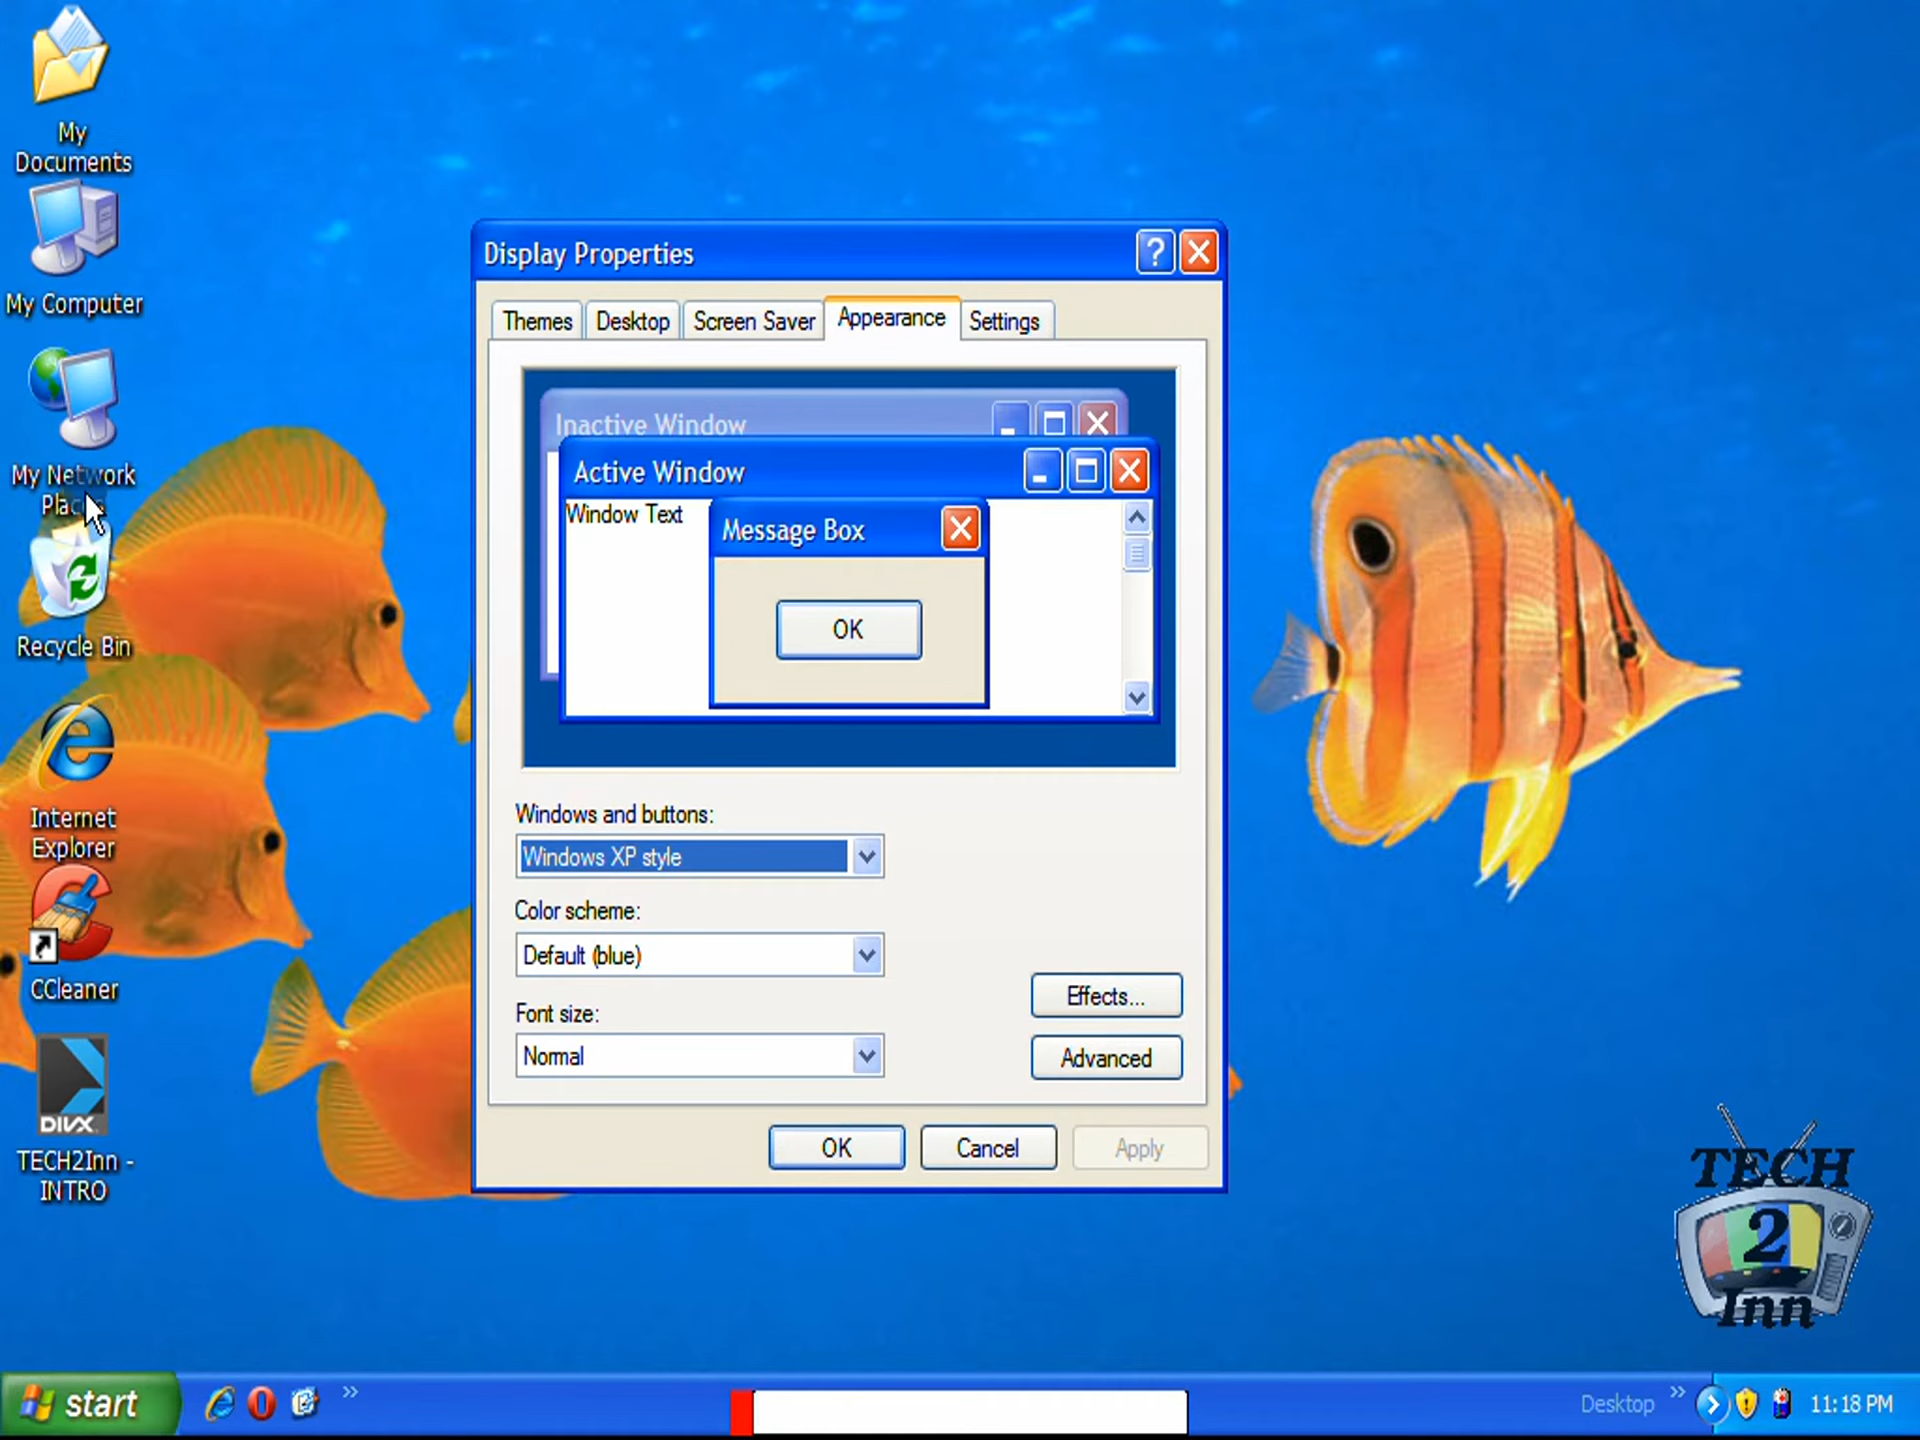 My
Documents
My Computer
My Network
Places
Recycle Bin
Internet
Explorer
CCleaner
DIVX
TECH2Inn -
INTRO
Display Properties
Themes
Desktop
Screen Saver
Appearance
Settings
Inactive Window
Active Window
Window Text
Message Box
OK
Windows and buttons:
Windows XP style
Color scheme:
Default (blue)
Font size:
Normal
Effects...
Advanced
OK
Cancel
Apply
TECH
2
Inn
start
Desktop
11:18 PM